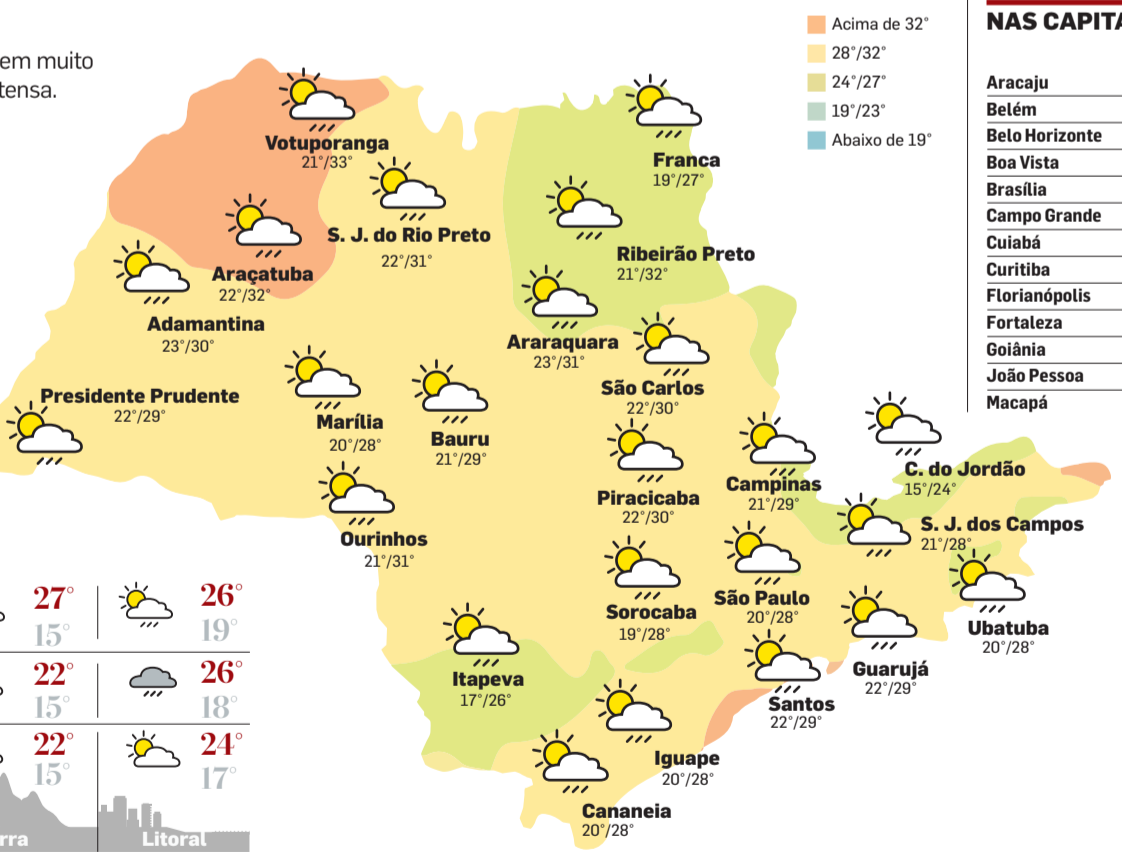 em muito
tensa.
Acima de 32°
28°/32°
24°/27°
19°/23°
Abaixo de 19°
NAS CAPITA
Aracaju
Belém
Belo Horizonte
Boa Vista
Brasília
Campo Grande
Cuiabá
Curitiba
Florianópolis
Fortaleza
Goiânia
João Pessoa
Macapá
Votuporanga
21°/33°
Franca
19°/27°
S. J. do Rio Preto
22°/31°
Ribeirão Preto
21°/32°
Araçatuba
22°/32°
Adamantina
23°/30°
Araraquara
23°/31°
São Carlos
22°/30°
Presidente Prudente
22°/29°
Marília
20°/28°
Bauru
21°/29°
C. do Jordão
15°/24°
Campinas
21°/29°
Piracicaba
22°/30°
S. J. dos Campos
21°/28°
Ourinhos
21°/31°
São Paulo
20°/28°
Sorocaba
19°/28°
Ubatuba
20°/28°
Guarujá
22°/29°
Itapeva
17°/26°
Santos
22°/29°
Iguape
20°/28°
Cananeia
20°/28°
27° 26°
15° 19°
22° 26°
15° 18°
22° 24°
15° 17°
rra Litoral